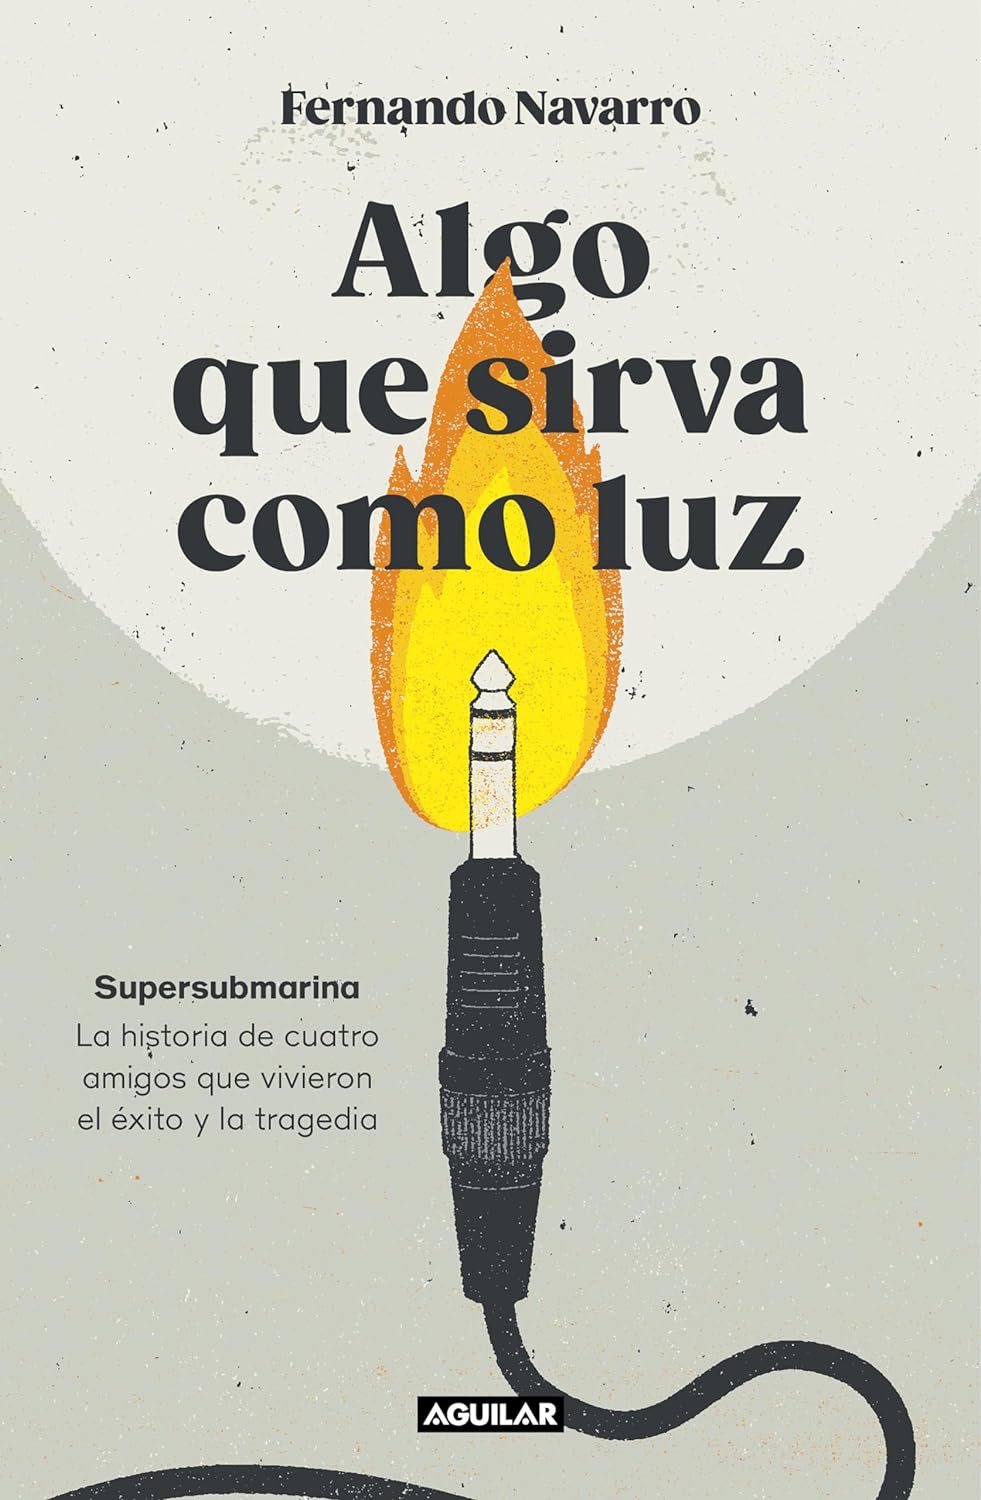 Fernando Navarro
Algo
que sirva
como luz
Supersubmarina
La historia de cuatro
amigos que vivieron
el éxito y la tragedia
AGUILAR